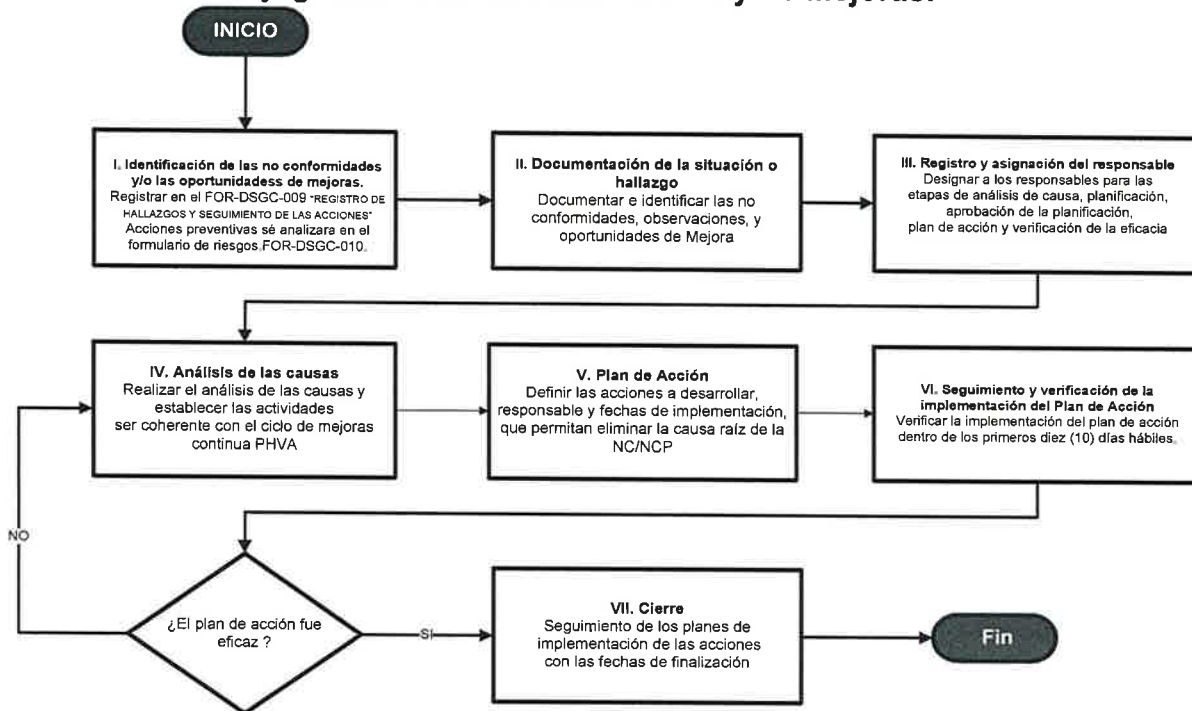 mejoras.
INICIO
I. Identificación de las no conformidades
y/o las oportunidadess de mejoras.
Registrar en el FOR-DSGC-009 "REGISTRO DE
HALLAZGOS Y SEGUIMIENTO DE LAS ACCIONES"
Acciones preventivas sé analizara en el
formulario de riesgos.FOR-DSGC-010.
II. Documentación de la situación o
hallazgo
Documentar e identificar las no
conformidades, observaciones, y
oportunidades de Mejora
III. Registro y asignación del responsable
Designar a los responsables para las
etapas de análisis de causa, planificación,
aprobación de la planificación,
plan de acción y verificación de la eficacia
IV. Análisis de las causas
Realizar el análisis de las causas y
establecer las actividades
ser coherente con el ciclo de mejoras
continua PHVA
V. Plan de Acción
Definir las acciones a desarrollar,
responsable y fechas de implementación,
que permitan eliminar la causa raíz de la
NC/NCP
VI. Seguimiento y verificación de la
implementación del Plan de Acción
Verificar la implementación del plan de acción
dentro de los primeros diez (10) días hábiles.
NO
¿El plan de acción fue
eficaz ?
SI
VII. Cierre
Seguimiento de los planes de
implementación de las acciones
con las fechas de finalización
Fin